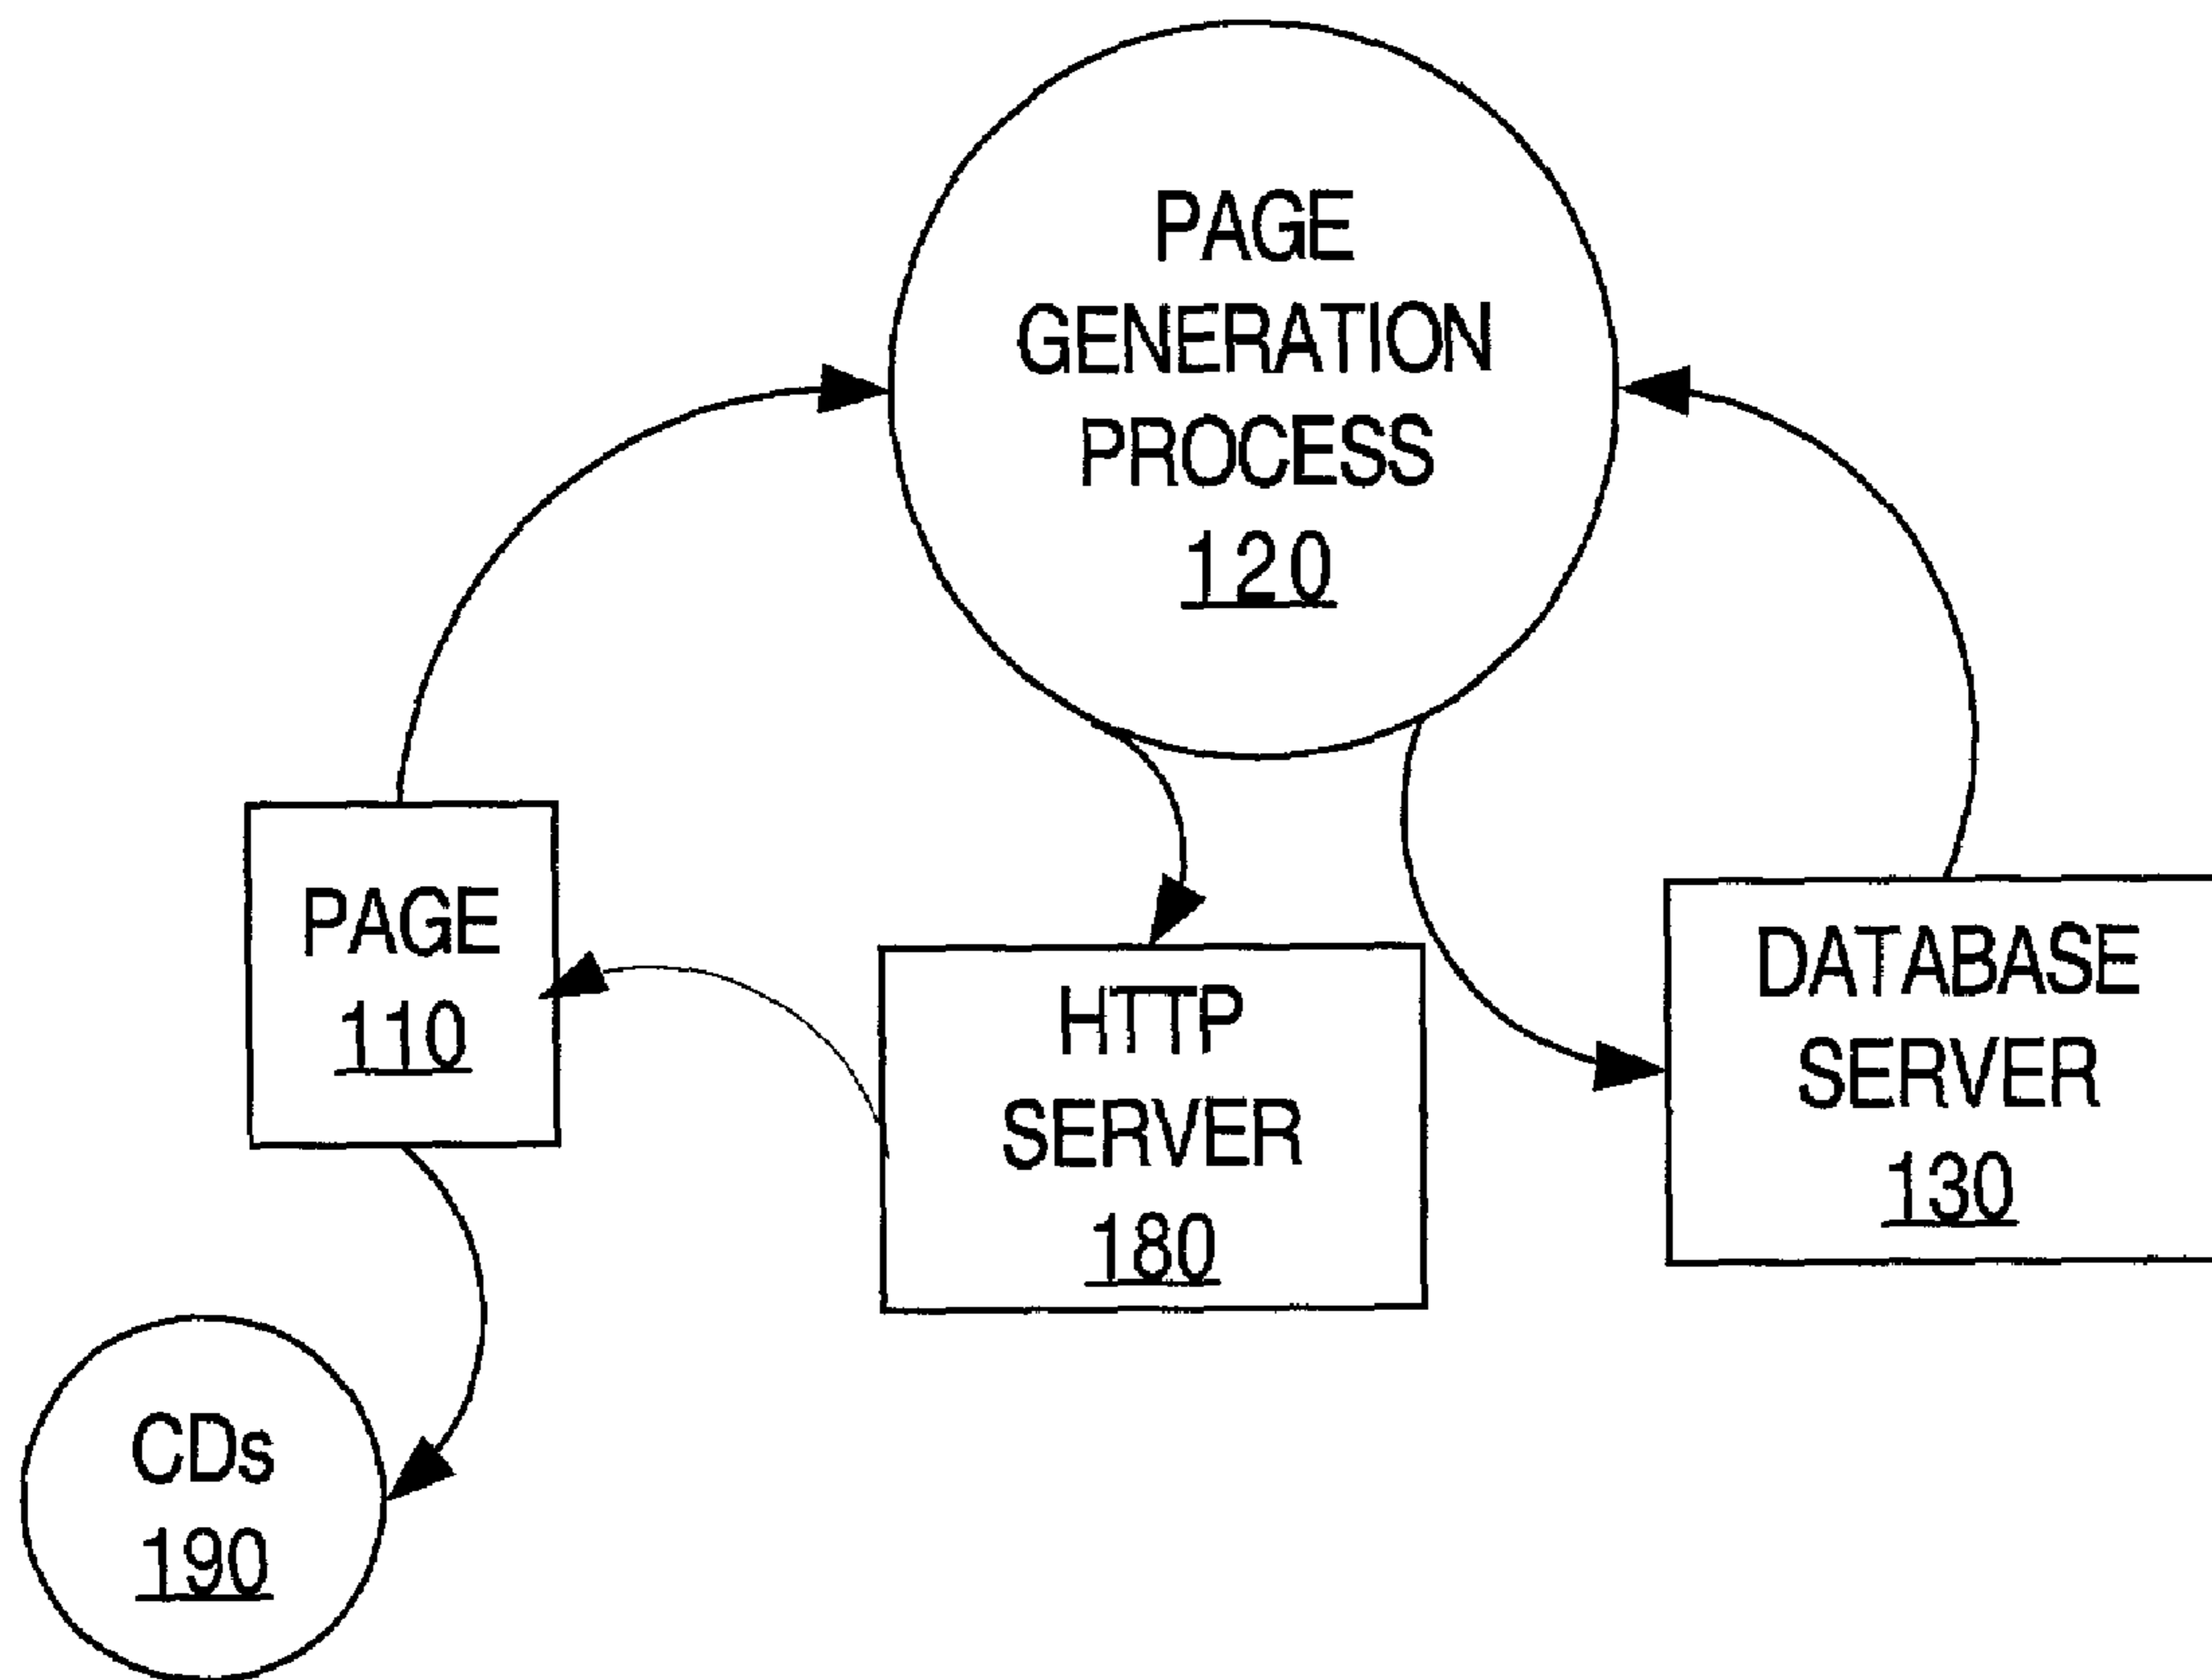 PAGE
GENERATION
PROCESS
120
PAGE
110
HTTP
SERVER
180
DATABASE
SERVER
130
CDs
190